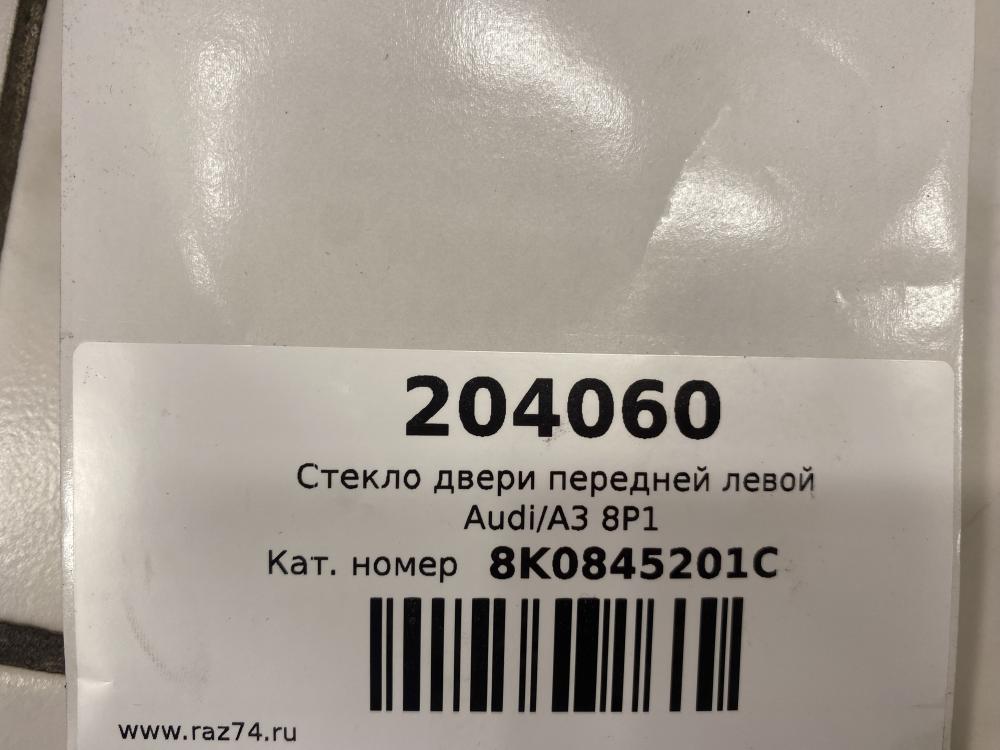 204060
Стекло двери передней левой
Audi/A3 8P1
Кат. номер 8K0845201C
www.raz74.ru